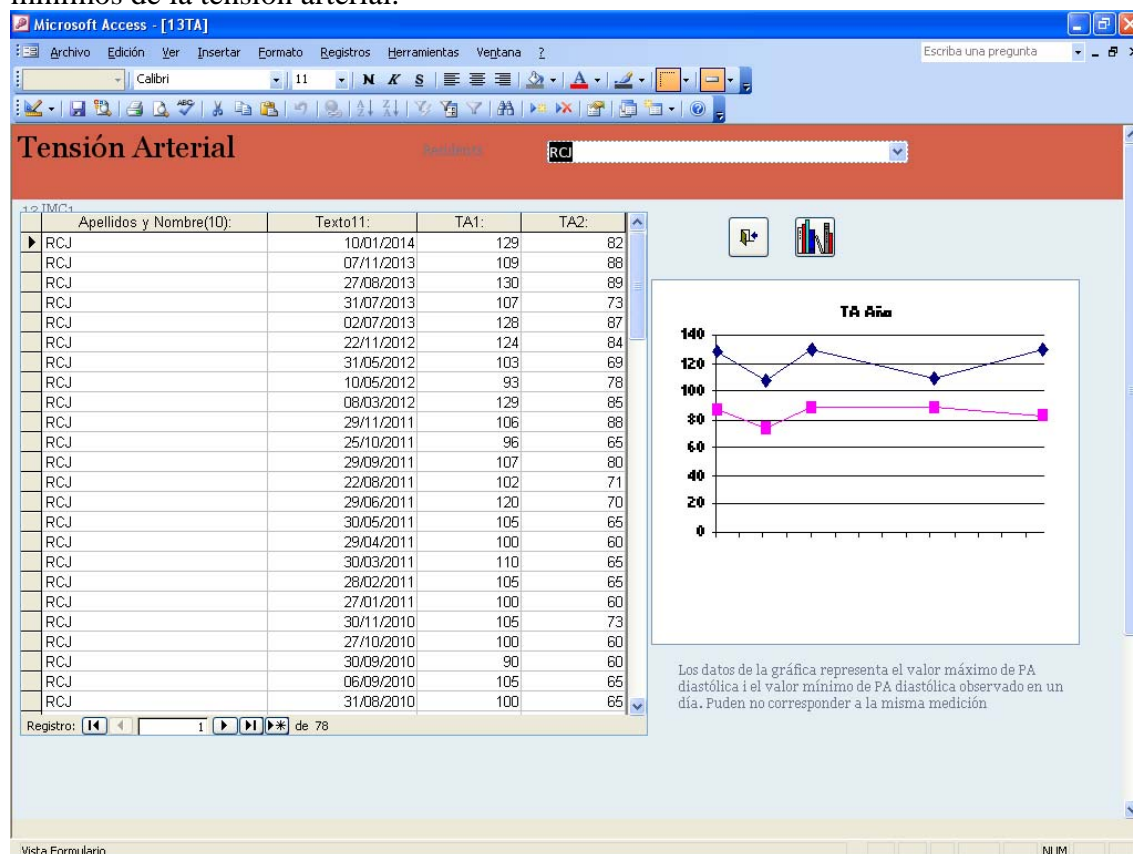 mínimos de la tensión arterial.
Microsoft Access - [13TA]
Archivo Edición Ver Insertar Formato Registros Herramientas Ventana ?
Escriba una pregunta
Calibri 11 N K S
Tensión Arterial
Residente
RCJ
Apellidos y Nombre(10): Texto11: TA1: TA2:
RCJ 10/01/2014 129 82
RCJ 07/11/2013 109 88
RCJ 27/08/2013 130 89
RCJ 31/07/2013 107 73
RCJ 02/07/2013 128 87
RCJ 22/11/2012 124 84
RCJ 31/05/2012 103 69
RCJ 10/05/2012 93 78
RCJ 08/03/2012 129 85
RCJ 29/11/2011 106 88
RCJ 25/10/2011 96 65
RCJ 29/09/2011 107 80
RCJ 22/08/2011 102 71
RCJ 29/06/2011 120 70
RCJ 30/05/2011 105 65
RCJ 29/04/2011 100 60
RCJ 30/03/2011 110 65
RCJ 28/02/2011 105 65
RCJ 27/01/2011 100 60
RCJ 30/11/2010 105 73
RCJ 27/10/2010 100 60
RCJ 30/09/2010 90 60
RCJ 06/09/2010 105 65
RCJ 31/08/2010 100 65
Registro: 1 de 78
TA Año
140
120
100
80
60
40
20
0
Los datos de la gráfica representa el valor máximo de PA
diastólica i el valor mínimo de PA diastólica observado en un
día. Puden no corresponder a la misma medición
Vista Formulario
NUM